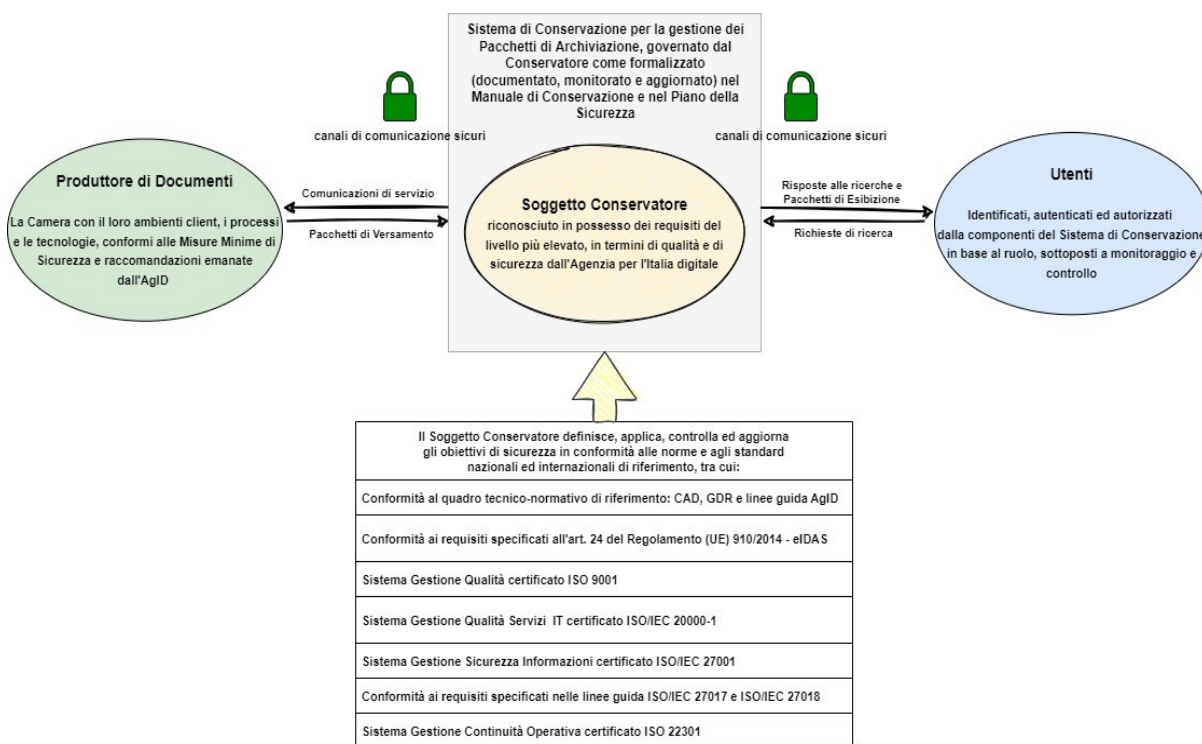 Sistema di Conservazione per la gestione dei
Pacchetti di Archiviazione, governato dal
Conservatore come formalizzato
(documentato, monitorato e aggiornato) nel
Manuale di Conservazione e nel Piano della
Sicurezza
canali di comunicazione sicuri
canali di comunicazione sicuri
Produttore di Documenti
La Camera con il loro ambienti client, i processi
e le tecnologie, conformi alle Misure Minime di
Sicurezza e raccomandazioni emanate
dall'AgID
Comunicazioni di servizio
Pacchetti di Versamento
Soggetto Conservatore
riconosciuto in possesso dei requisiti del
livello più elevato, in termini di qualità e di
sicurezza dall'Agenzia per l'Italia digitale
Risposte alle ricerche e
Pacchetti di Esibizione
Richieste di ricerca
Utenti
Identificati, autenticati ed autorizzati
dalla componenti del Sistema di Conservazione
in base al ruolo, sottoposti a monitoraggio e
controllo
Il Soggetto Conservatore definisce, applica, controlla ed aggiorna
gli obiettivi di sicurezza in conformità alle norme e agli standard
nazionali ed internazionali di riferimento, tra cui:
Conformità al quadro tecnico-normativo di riferimento: CAD, GDR e linee guida AgID
Conformità ai requisiti specificati all'art. 24 del Regolamento (UE) 910/2014 - eIDAS
Sistema Gestione Qualità certificato ISO 9001
Sistema Gestione Qualità Servizi IT certificato ISO/IEC 20000-1
Sistema Gestione Sicurezza Informazioni certificato ISO/IEC 27001
Conformità ai requisiti specificati nelle linee guida ISO/IEC 27017 e ISO/IEC 27018
Sistema Gestione Continuità Operativa certificato ISO 22301